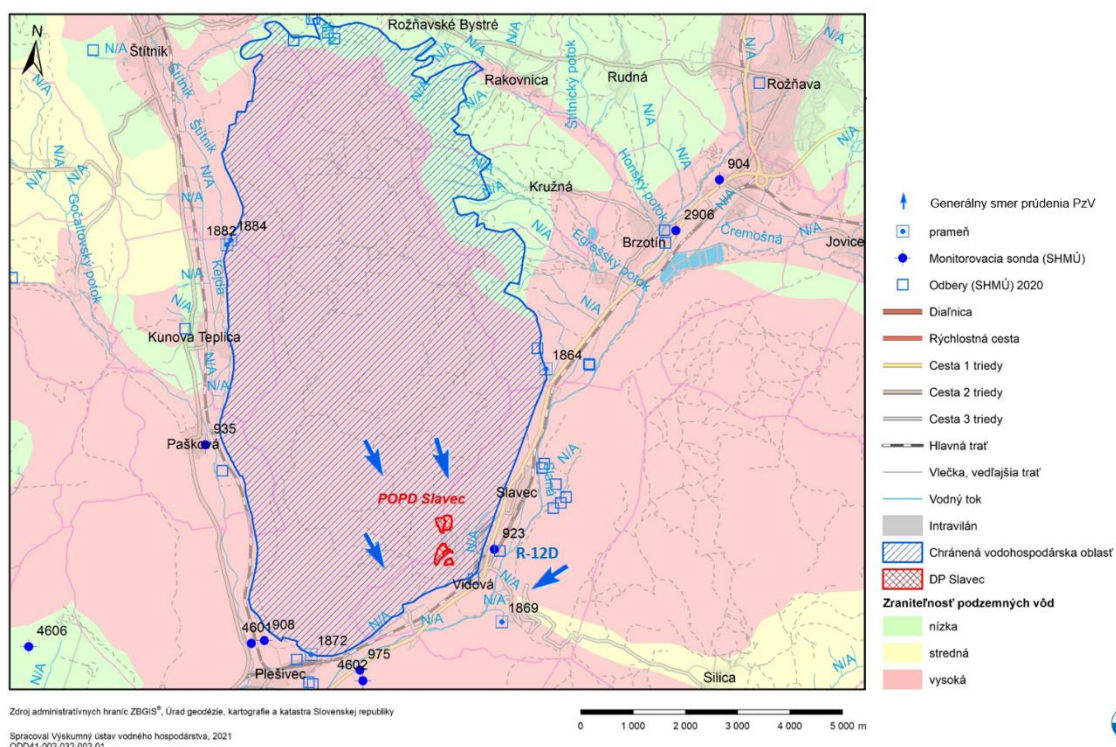 N
Rožňavské Bystré
Štítnik
N/A
Rakovnica
Rudná
Rožňava
Štítnik
Štítnický potok
Gočaltovský potok
Honský potok
904
Kružná
2906
1882
1884
Brzotín
Čremošná
Jovice
Egrešský potok
Kejda
Kunova Teplica
1864
935
Pašková
POPD Slavec
Slavec
Slaná
923
R-12D
Vidová
1869
4606
4601
908
1872
975
4602
Plešivec
Silica
Generálny smer prúdenia PzV
prameň
Monitorovacia sonda (SHMÚ)
Odbery (SHMÚ) 2020
Diaľnica
Rýchlostná cesta
Cesta 1 triedy
Cesta 2 triedy
Cesta 3 triedy
Hlavná trať
Vlečka, vedľajšia trať
Vodný tok
Intravilán
Chránená vodohospodárska oblasť
DP Slavec
Zraniteľnosť podzemných vôd
nízka
stredná
vysoká
Zdroj administratívnych hraníc ZBGIS®, Úrad geodézie, kartografie a katastra Slovenskej republiky
Spracoval Výskumný ústav vodného hospodárstva, 2021
0 1 000 2 000 3 000 4 000 5 000 m